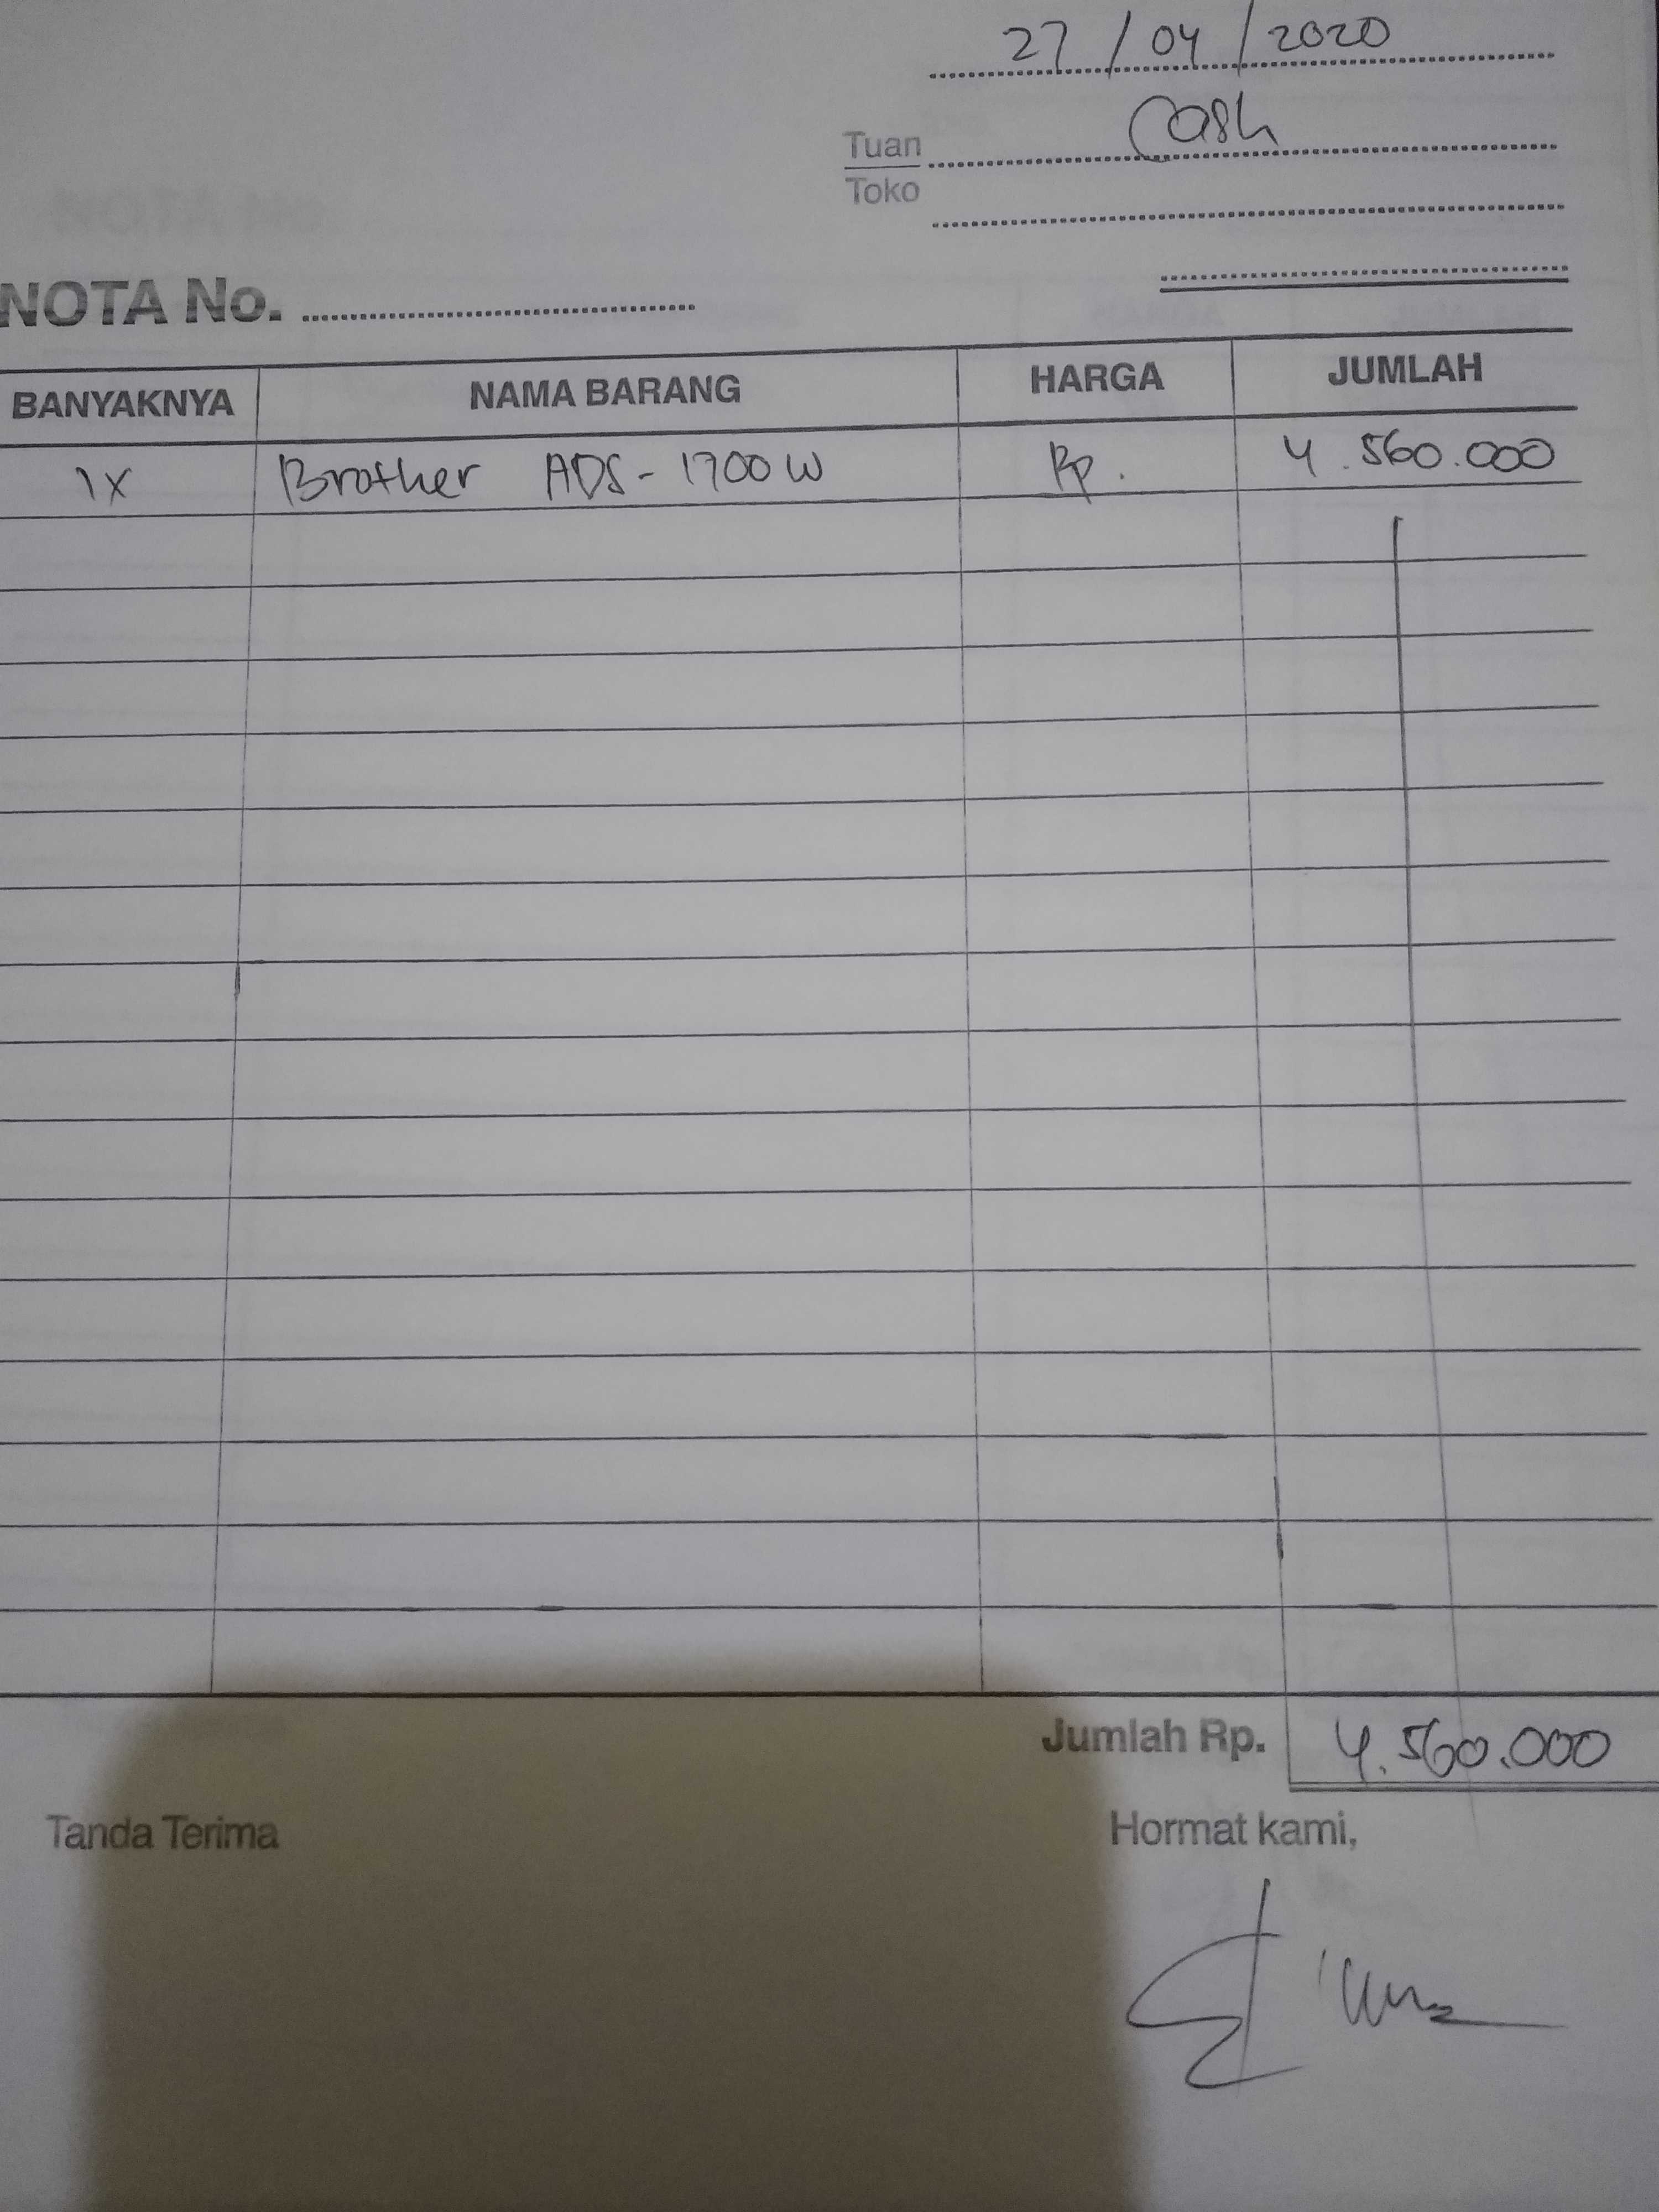 27/04/2020
Tuan Cash
Toko
NOTA No.
BANYAKNYA NAMA BARANG HARGA JUMLAH
1X Brother ADS-1700W Rp. 4.560.000
Jumlah Rp. 4.560.000
Tanda Terima Hormat kami,